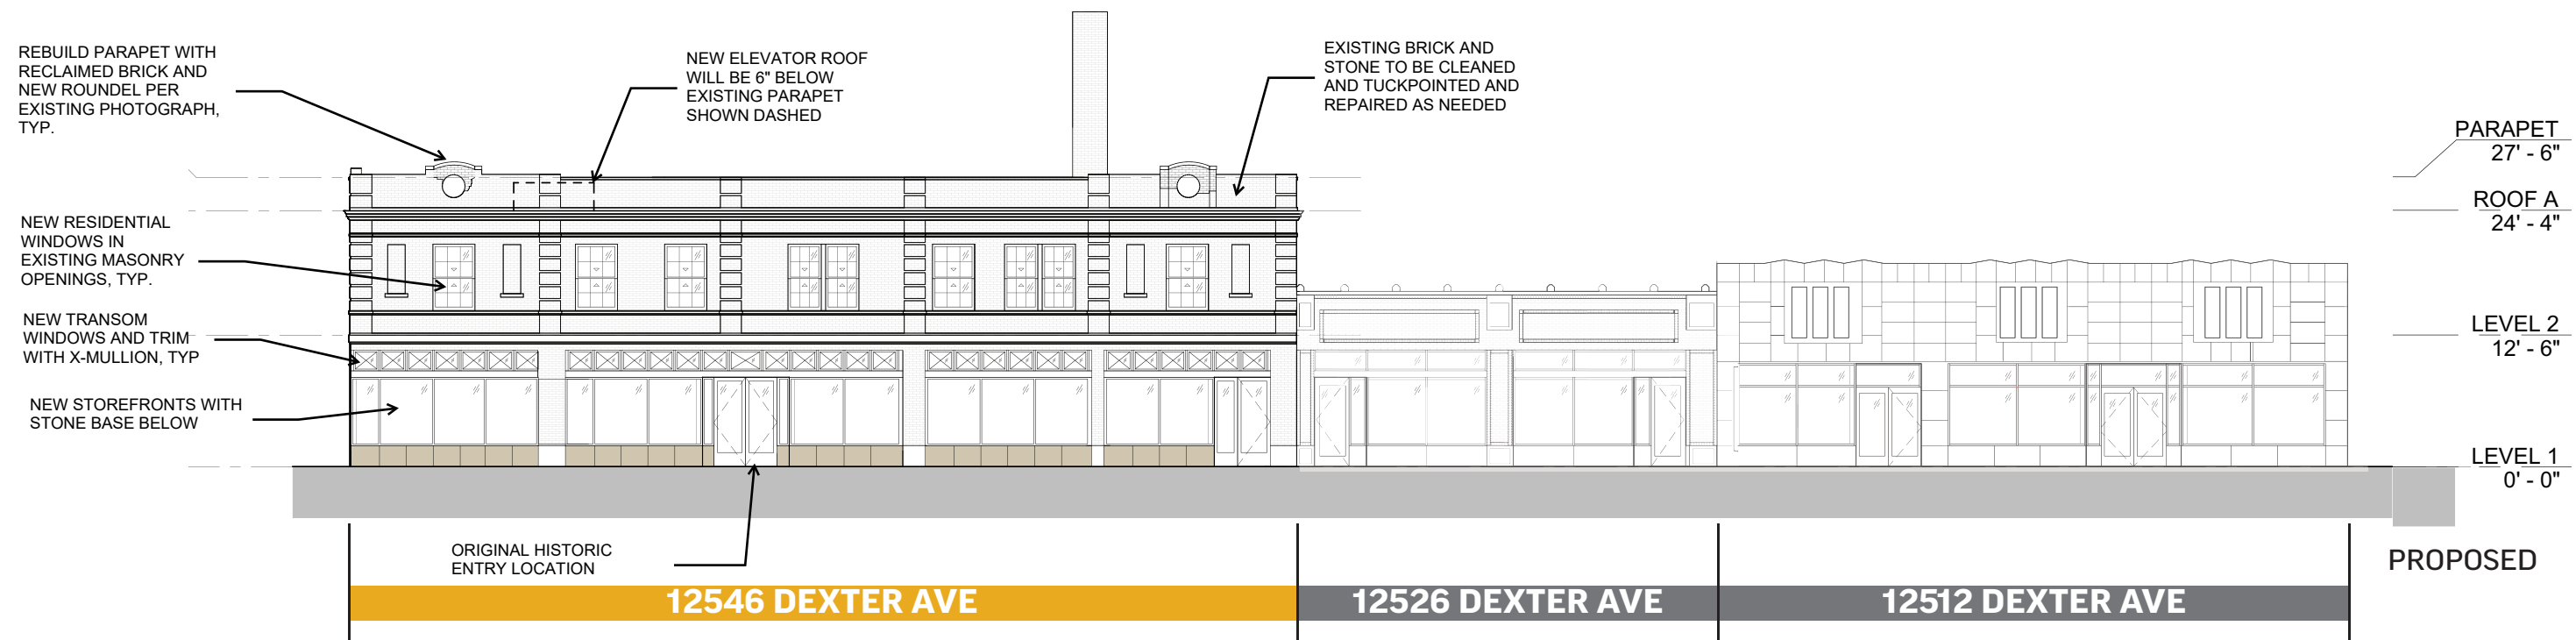 REBUILD PARAPET WITH
RECLAIMED BRICK AND
NEW ROUNDEL PER
EXISTING PHOTOGRAPH,
TYP.
NEW ELEVATOR ROOF
WILL BE 6" BELOW
EXISTING PARAPET
SHOWN DASHED
EXISTING BRICK AND
STONE TO BE CLEANED
AND TUCKPOINTED AND
REPAIRED AS NEEDED
PARAPET
27' - 6"
ROOF A
24' - 4"
NEW RESIDENTIAL
WINDOWS IN
EXISTING MASONRY
OPENINGS, TYP.
NEW TRANSOM
WINDOWS AND TRIM
WITH X-MULLION, TYP
LEVEL 2
12' - 6"
NEW STOREFRONTS WITH
STONE BASE BELOW
LEVEL 1
0' - 0"
ORIGINAL HISTORIC
ENTRY LOCATION
PROPOSED
12546 DEXTER AVE
12526 DEXTER AVE
12512 DEXTER AVE